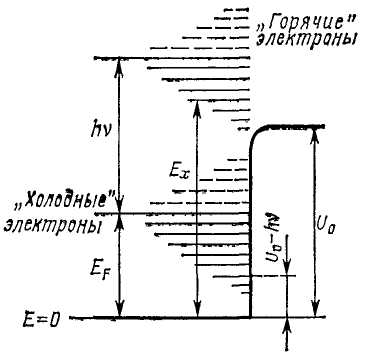 „Горячие"
электроны
hν
Eₓ
„Холодные"
электроны
U₀
U₀-hν
E_F
E=0